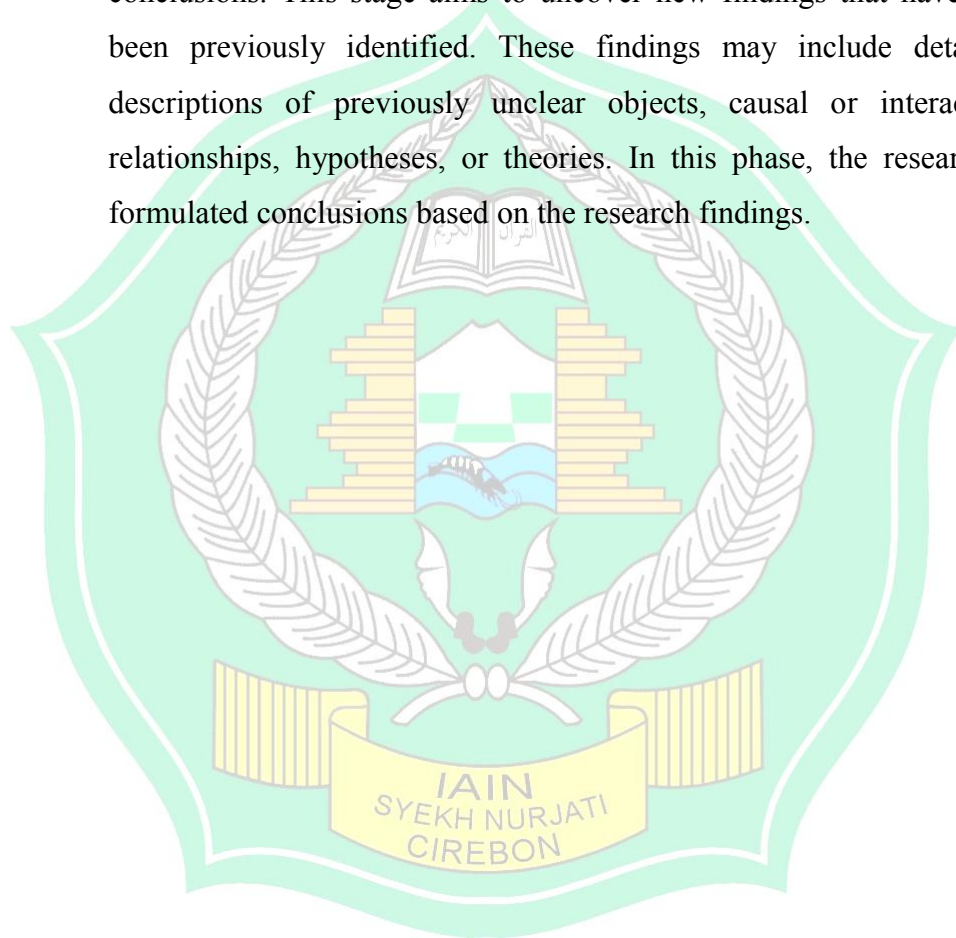 conclusions. This stage aims to uncover new findings that have
been previously identified. These findings may include deta
descriptions of previously unclear objects, causal or interac
relationships, hypotheses, or theories. In this phase, the resear
formulated conclusions based on the research findings.
القرآن الكريم
IAIN
SYEKH NURJATI
CIREBON